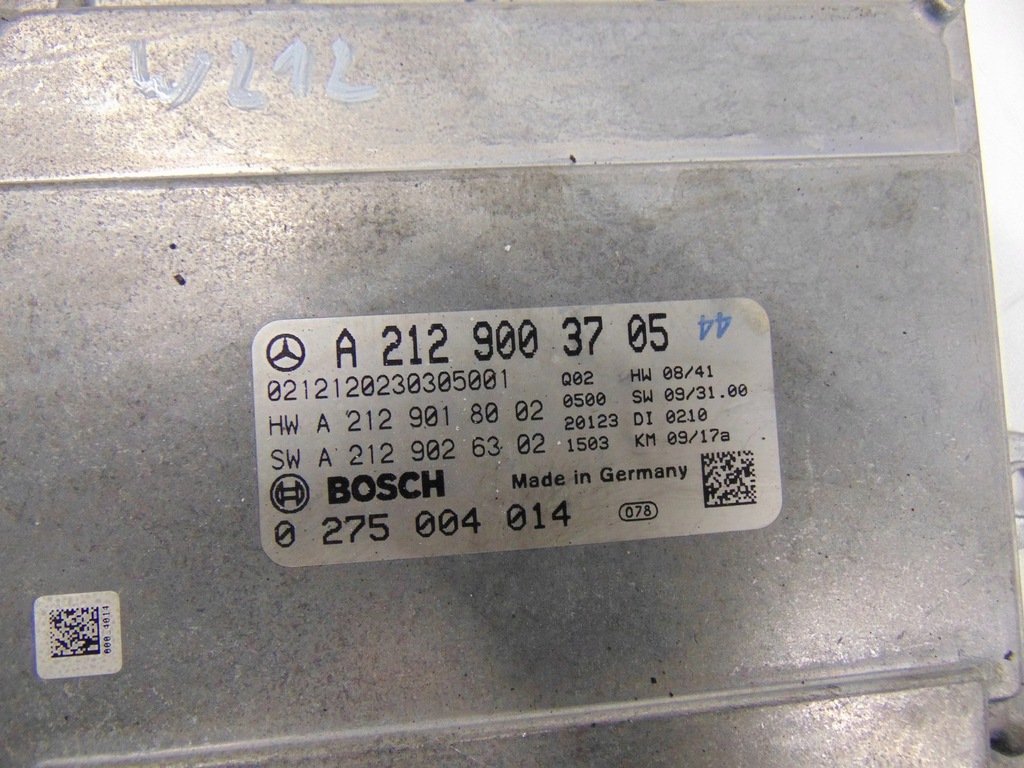 W212
A 212 900 37 05 44
0212120230305001 Q02 HW 08/41
HW A 212 901 80 02 0500 SW 09/31.00
20123 DI 0210
SW A 212 902 63 02 1503 KM 09/17a
BOSCH Made in Germany
0 275 004 014 078